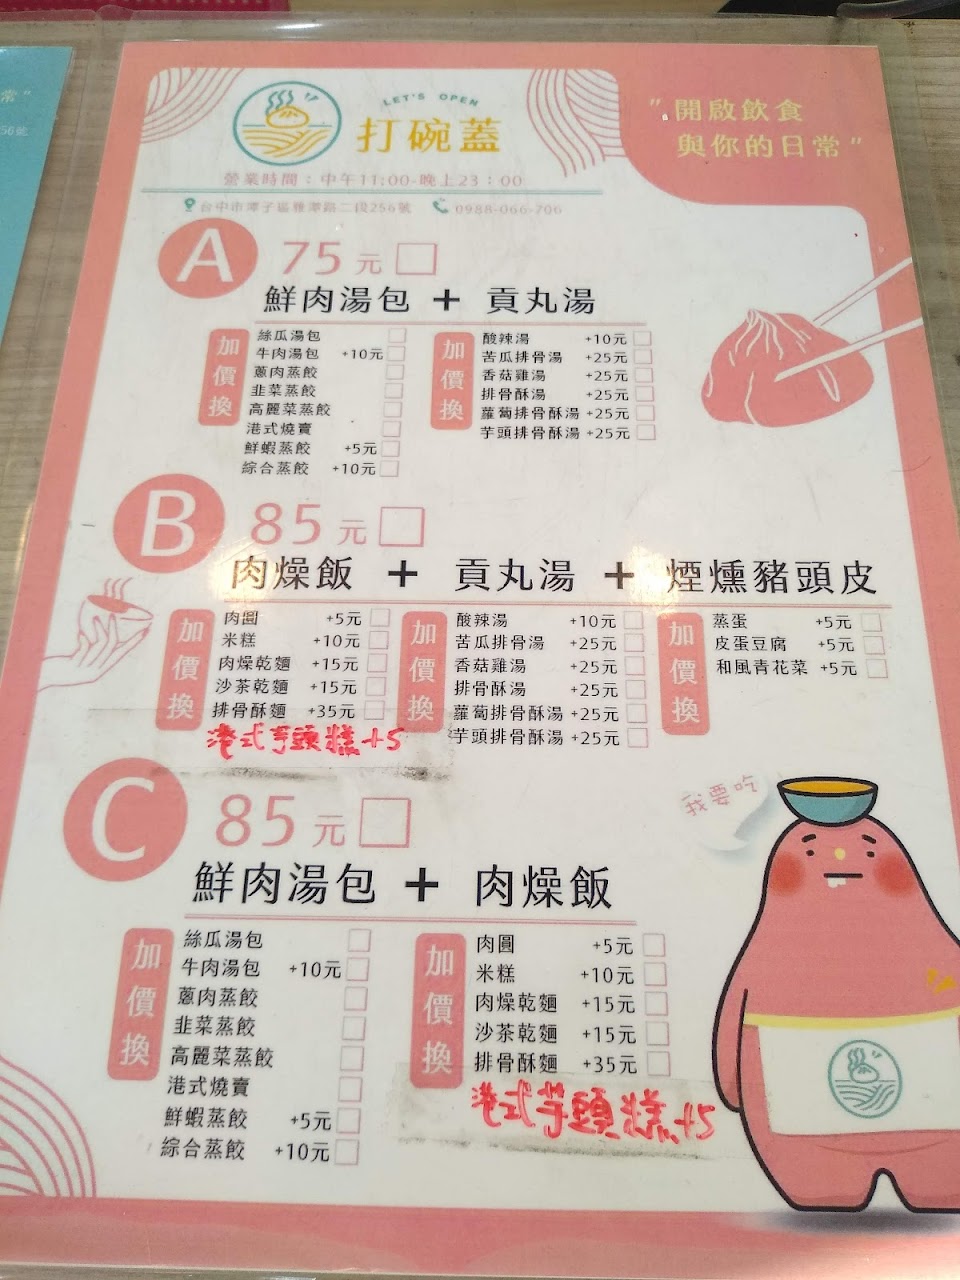 常"
56號
LET'S OPEN
打碗蓋
"開啟飲食
與你的日常"
營業時間：中午11:00-晚上23：00
台中市潭子區雅潭路二段256號 0988-066-706
A 75元
鮮肉湯包 + 貢丸湯
加價換
絲瓜湯包
牛肉湯包 +10元
蔥肉蒸餃
韭菜蒸餃
高麗菜蒸餃
港式燒賣
鮮蝦蒸餃 +5元
綜合蒸餃 +10元
加價換
酸辣湯 +10元
苦瓜排骨湯 +25元
香菇雞湯 +25元
排骨酥湯 +25元
蘿蔔排骨酥湯 +25元
芋頭排骨酥湯 +25元
B 85元
肉燥飯 + 貢丸湯 + 煙燻豬頭皮
加價換
肉圓 +5元
米糕 +10元
肉燥乾麵 +15元
沙茶乾麵 +15元
排骨酥麵 +35元
港式芋頭糕+5
加價換
酸辣湯 +10元
苦瓜排骨湯 +25元
香菇雞湯 +25元
排骨酥湯 +25元
蘿蔔排骨酥湯 +25元
芋頭排骨酥湯 +25元
加價換
蒸蛋 +5元
皮蛋豆腐 +5元
和風青花菜 +5元
C 85元
鮮肉湯包 + 肉燥飯
加價換
絲瓜湯包
牛肉湯包 +10元
蔥肉蒸餃
韭菜蒸餃
高麗菜蒸餃
港式燒賣
鮮蝦蒸餃 +5元
綜合蒸餃 +10元
加價換
肉圓 +5元
米糕 +10元
肉燥乾麵 +15元
沙茶乾麵 +15元
排骨酥麵 +35元
港式芋頭糕+5
我要吃